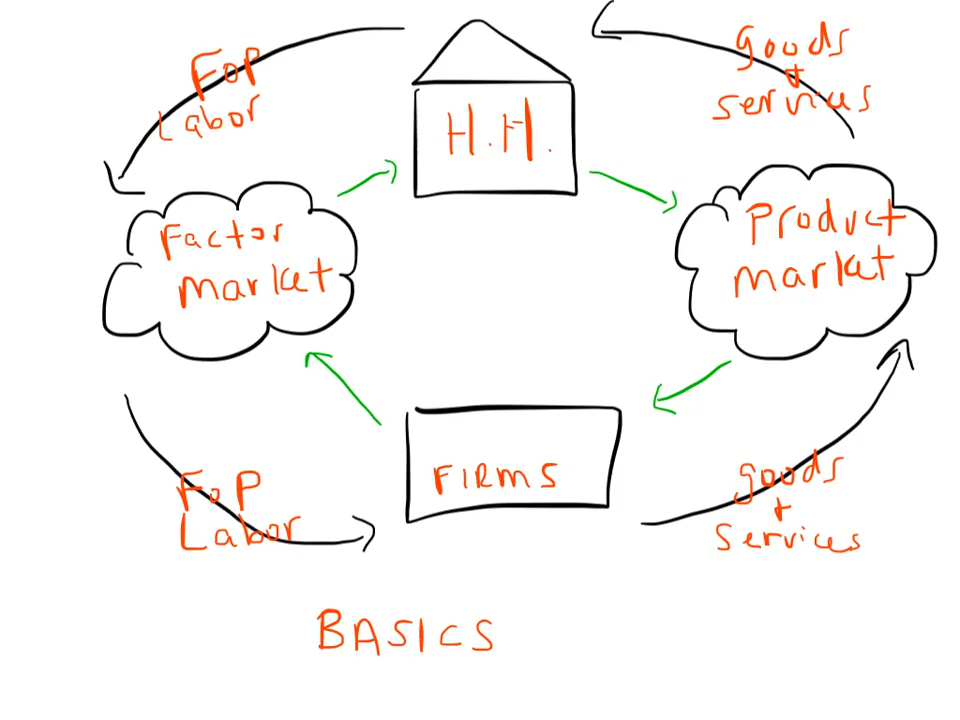 FOP
Labor
Goods
+
services
H.H.
Factor
market
Product
market
FIRMS
FOP
Labor
goods
+
Services
BASICS